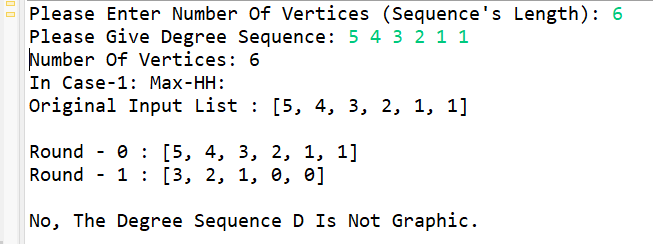 Please Enter Number Of Vertices (Sequence's Length): 6
Please Give Degree Sequence: 5 4 3 2 1 1
Number Of Vertices: 6
In Case-1: Max-HH:
Original Input List : [5, 4, 3, 2, 1, 1]
Round - 0 : [5, 4, 3, 2, 1, 1]
Round - 1 : [3, 2, 1, 0, 0]
No, The Degree Sequence D Is Not Graphic.